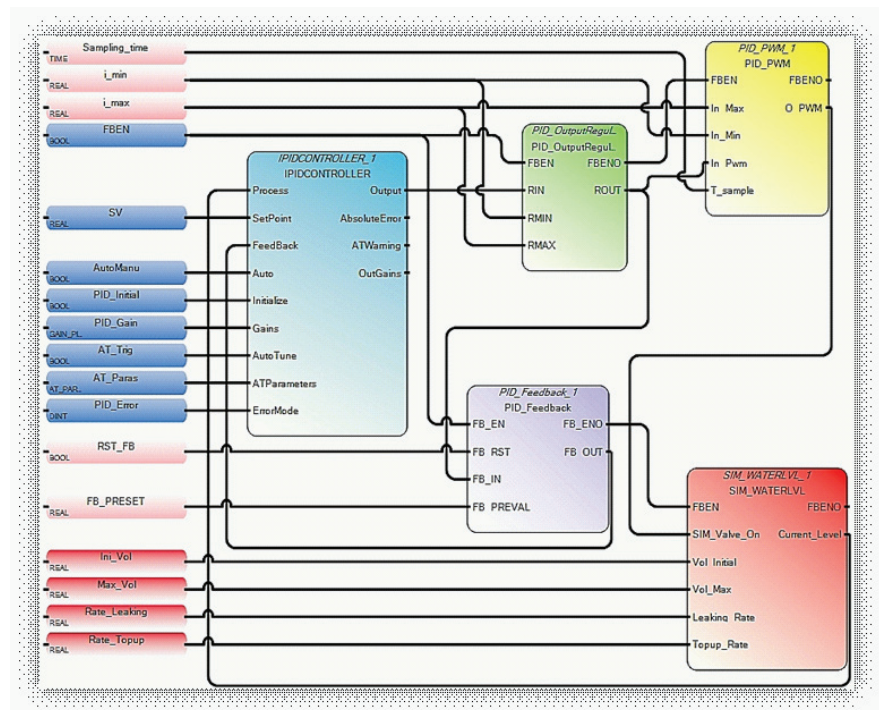 Sampling_time
TIME
i_min
REAL
i_max
REAL
FBEN
BOOL
SV
REAL
AutoManu
BOOL
PID_Initial
BOOL
PID_Gain
GAIN_PI..
AT_Trig
BOOL
AT_Paras
AT_PAR..
PID_Error
DINT
RST_FB
BOOL
FB_PRESET
REAL
Ini_Vol
REAL
Max_Vol
REAL
Rate_Leaking
REAL
Rate_Topup
REAL
IPIDCONTROLLER_1
IPIDCONTROLLER
Process Output
SetPoint AbsoluteError
FeedBack ATWarning
Auto OutGains
Initialize
Gains
AutoTune
ATParameters
ErrorMode
PID_OutputReguL.
PID_OutputReguL.
FBEN FBENO
RIN ROUT
RMIN
RMAX
PID_PWM_1
PID_PWM
FBEN FBENO
In_Max O_PWM
In_Min
In_Pwm
T_sample
PID_Feedback_1
PID_Feedback
FB_EN FB_ENO
FB_RST FB_OUT
FB_IN
FB_PREVAL
SIM_WATERLVL_1
SIM_WATERLVL
FBEN FBENO
SIM_Valve_On Current_Level
Vol_Initial
Vol_Max
Leaking_Rate
Topup_Rate